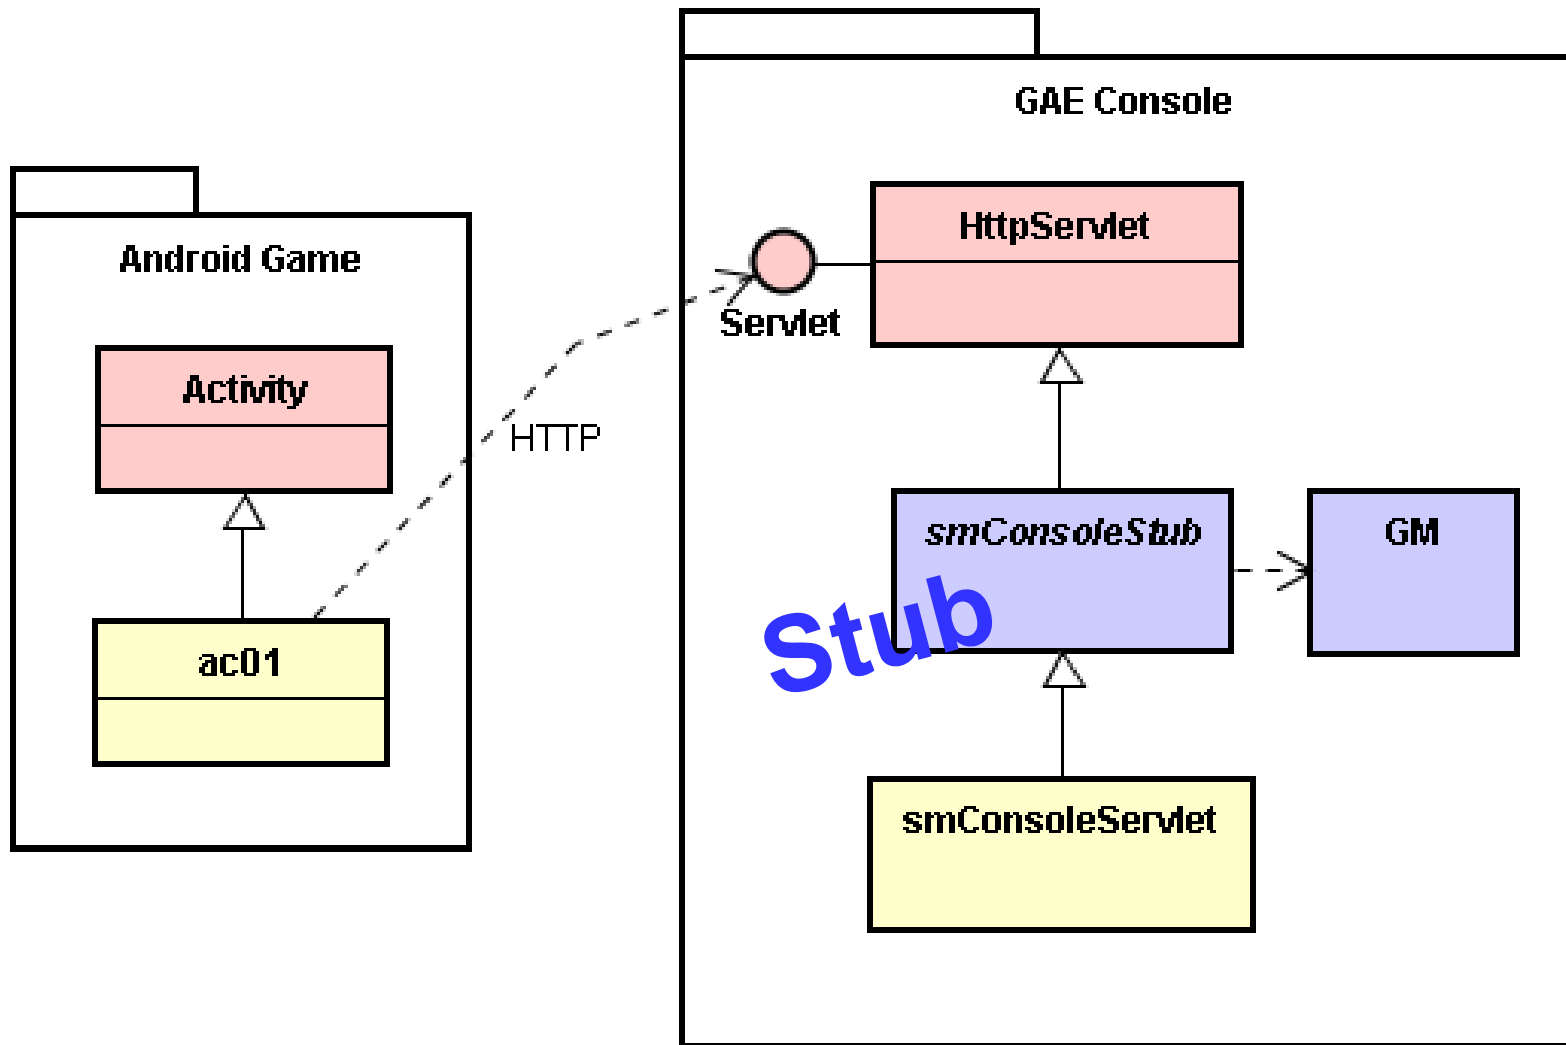 GAE Console
Android Game
HttpServlet
Servlet
Activity
HTTP
smConsoleStub
GM
Stub
ac01
smConsoleServlet